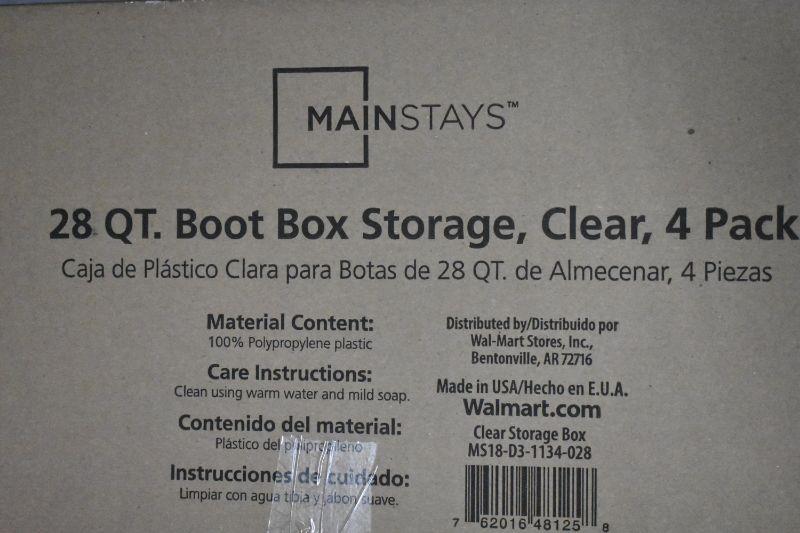 MAINSTAYS™
28 QT. Boot Box Storage, Clear, 4 Pack
Caja de Plástico Clara para Botas de 28 QT. de Almecenar, 4 Piezas
Material Content:
100% Polypropylene plastic
Care Instructions:
Clean using warm water and mild soap.
Contenido del material:
Plástico del polipropileno
Instrucciones de cuidado:
Limpiar con agua tibia y jabon suave.
Distributed by/Distribuido por
Wal-Mart Stores, Inc.,
Bentonville, AR 72716
Made in USA/Hecho en E.U.A.
Walmart.com
Clear Storage Box
MS18-D3-1134-028
7 62016 48125 8